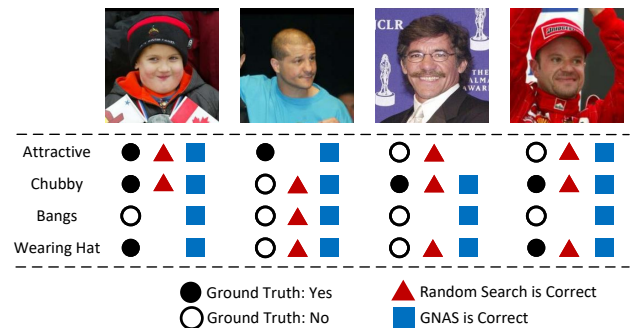 NCLR
THE
ALMA
AWARD
Attractive
Chubby
Bangs
Wearing Hat
Ground Truth: Yes
Random Search is Correct
Ground Truth: No
GNAS is Correct